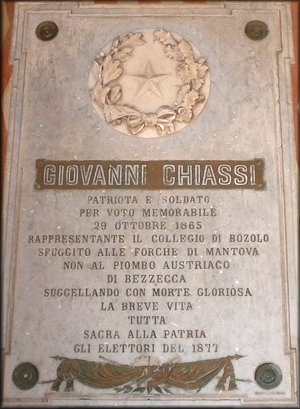 GIOVANNI CHIASSI
PATRIOTA E SOLDATO
PER VOTO MEMORABILE
29 OTTOBRE 1865
RAPPRESENTANTE IL COLLEGIO DI BOZOLO
SFUGGITO ALLE FORCHE DI MANTOVA
NON AL PIOMBO AUSTRIACO
DI BEZZECCA
SUGGELLANDO CON MORTE GLORIOSA
LA BREVE VITA
TUTTA
SACRA ALLA PATRIA
GLI ELETTORI DEL 1877